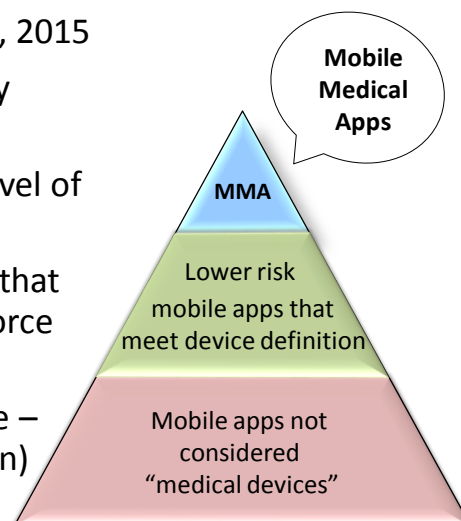 , 2015
y
vel of
that
orce
e –
n)
Mobile
Medical
Apps
MMA
Lower risk
mobile apps that
meet device definition
Mobile apps not
considered
"medical devices"